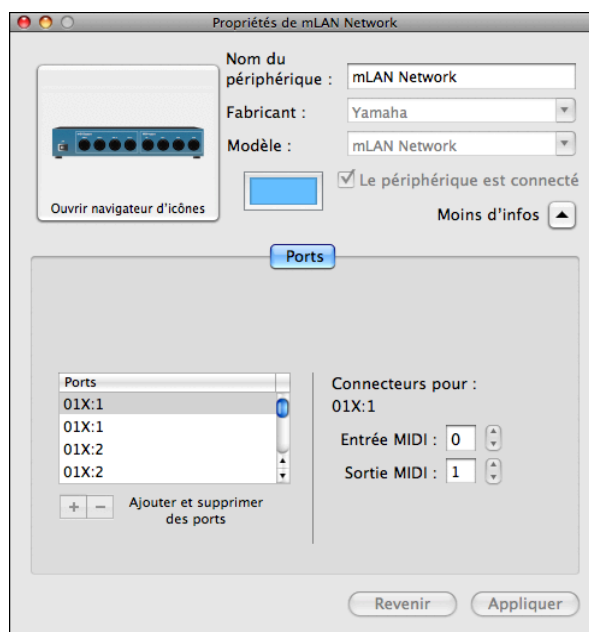 Propriétés de mLAN Network
Nom du
périphérique :
mLAN Network
Fabricant :
Yamaha
Modèle :
mLAN Network
Ouvrir navigateur d'icônes
Le périphérique est connecté
Moins d'infos
Ports
Ports
01X:1
01X:1
01X:2
01X:2
Ajouter et supprimer
des ports
Connecteurs pour :
01X:1
Entrée MIDI : 0
Sortie MIDI : 1
Revenir
Appliquer